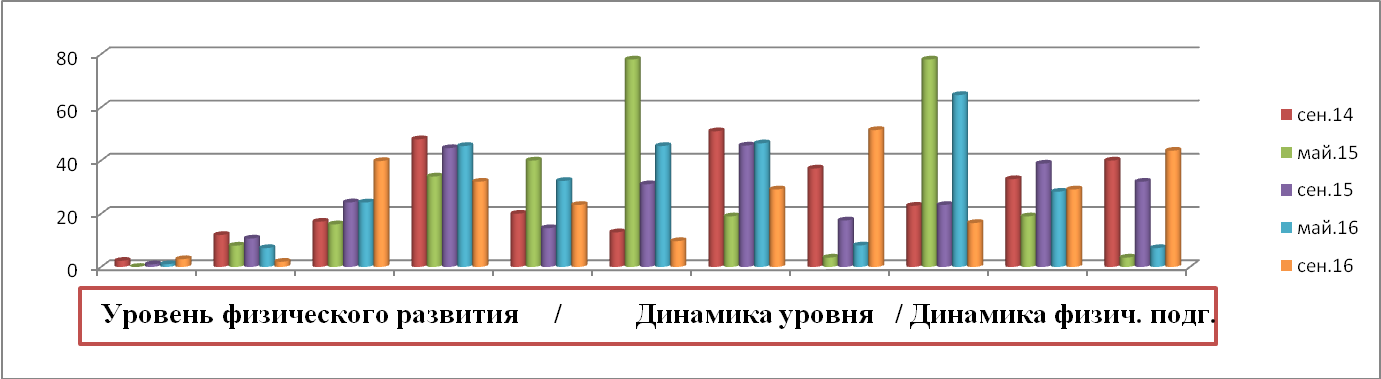 80
60
40
20
0
сен.14
май.15
сен.15
май.16
сен.16
Уровень физического развития / Динамика уровня / Динамика физич. подг.